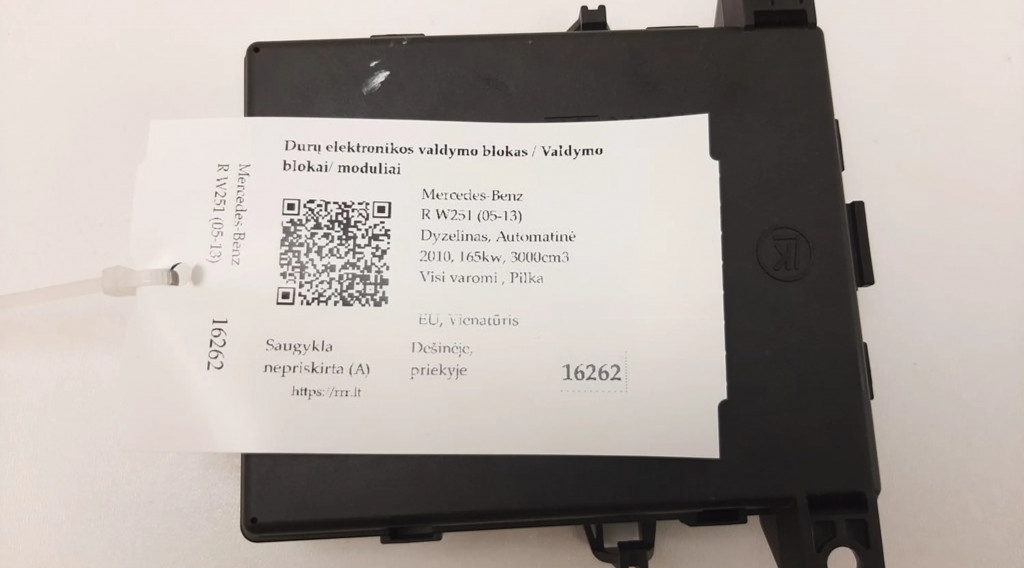 Durų elektronikos valdymo blokas / Valdymo
blokai/ moduliai
Mercedes-Benz
R W251 (05-13)
Dyzelinas, Automatinė
2010, 165kw, 3000cm3
Visi varomi , Pilka
EU, Vienatūris
Saugykla
nepriskirta (A)
https://rrr.lt
Dešinėje,
priekyje
16262
Mercedes-Benz
R W251 (05-13)
16262